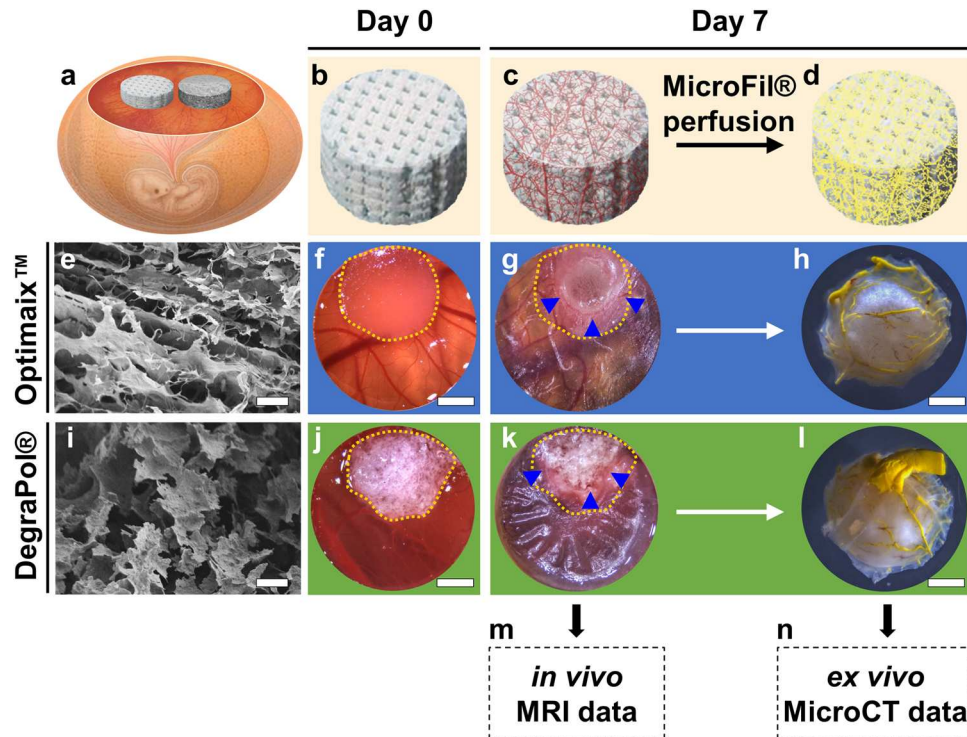 Day 0
Day 7
a
b
c
MicroFil®
perfusion
d
Optimaix™
e
f
g
h
DegraPol®
i
j
k
l
m
n
in vivo
MRI data
ex vivo
MicroCT data